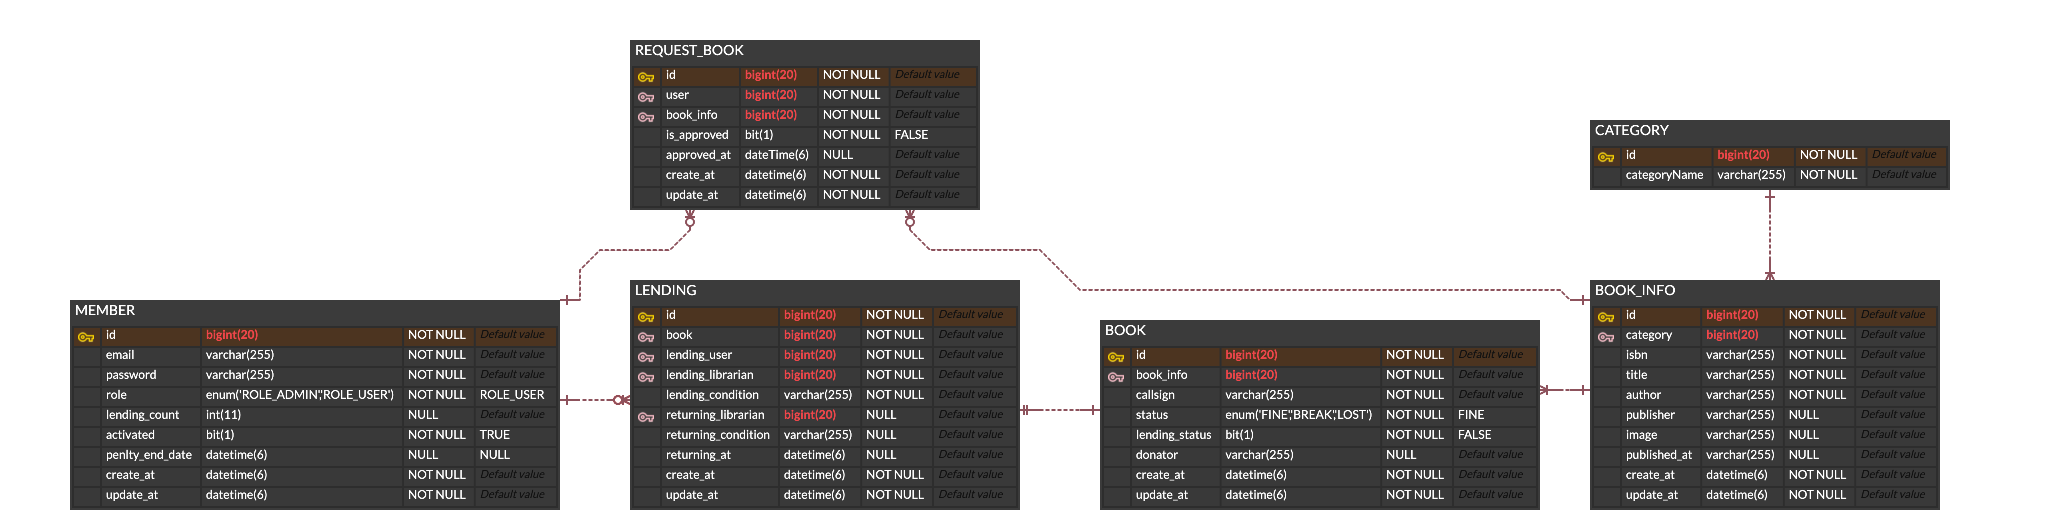 REQUEST_BOOK
id bigint(20) NOT NULL Default value
user bigint(20) NOT NULL Default value
book_info bigint(20) NOT NULL Default value
is_approved bit(1) NOT NULL FALSE
approved_at dateTime(6) NULL Default value
create_at datetime(6) NOT NULL Default value
update_at datetime(6) NOT NULL Default value
CATEGORY
id bigint(20) NOT NULL Default value
categoryName varchar(255) NOT NULL Default value
MEMBER
id bigint(20) NOT NULL Default value
email varchar(255) NOT NULL Default value
password varchar(255) NOT NULL Default value
role enum('ROLE_ADMIN','ROLE_USER') NOT NULL ROLE_USER
lending_count int(11) NULL Default value
activated bit(1) NOT NULL TRUE
penlty_end_date datetime(6) NULL NULL
create_at datetime(6) NOT NULL Default value
update_at datetime(6) NOT NULL Default value
LENDING
id bigint(20) NOT NULL Default value
book bigint(20) NOT NULL Default value
lending_user bigint(20) NOT NULL Default value
lending_librarian bigint(20) NOT NULL Default value
lending_condition varchar(255) NOT NULL Default value
returning_librarian bigint(20) NULL Default value
returning_condition varchar(255) NULL Default value
returning_at datetime(6) NULL Default value
create_at datetime(6) NOT NULL Default value
update_at datetime(6) NOT NULL Default value
BOOK
id bigint(20) NOT NULL Default value
book_info bigint(20) NOT NULL Default value
callsign varchar(255) NOT NULL Default value
status enum('FINE','BREAK','LOST') NOT NULL FINE
lending_status bit(1) NOT NULL FALSE
donator varchar(255) NULL Default value
create_at datetime(6) NOT NULL Default value
update_at datetime(6) NOT NULL Default value
BOOK_INFO
id bigint(20) NOT NULL Default value
category bigint(20) NOT NULL Default value
isbn varchar(255) NOT NULL Default value
title varchar(255) NOT NULL Default value
author varchar(255) NOT NULL Default value
publisher varchar(255) NULL Default value
image varchar(255) NULL Default value
published_at varchar(255) NULL Default value
create_at datetime(6) NOT NULL Default value
update_at datetime(6) NOT NULL Default value